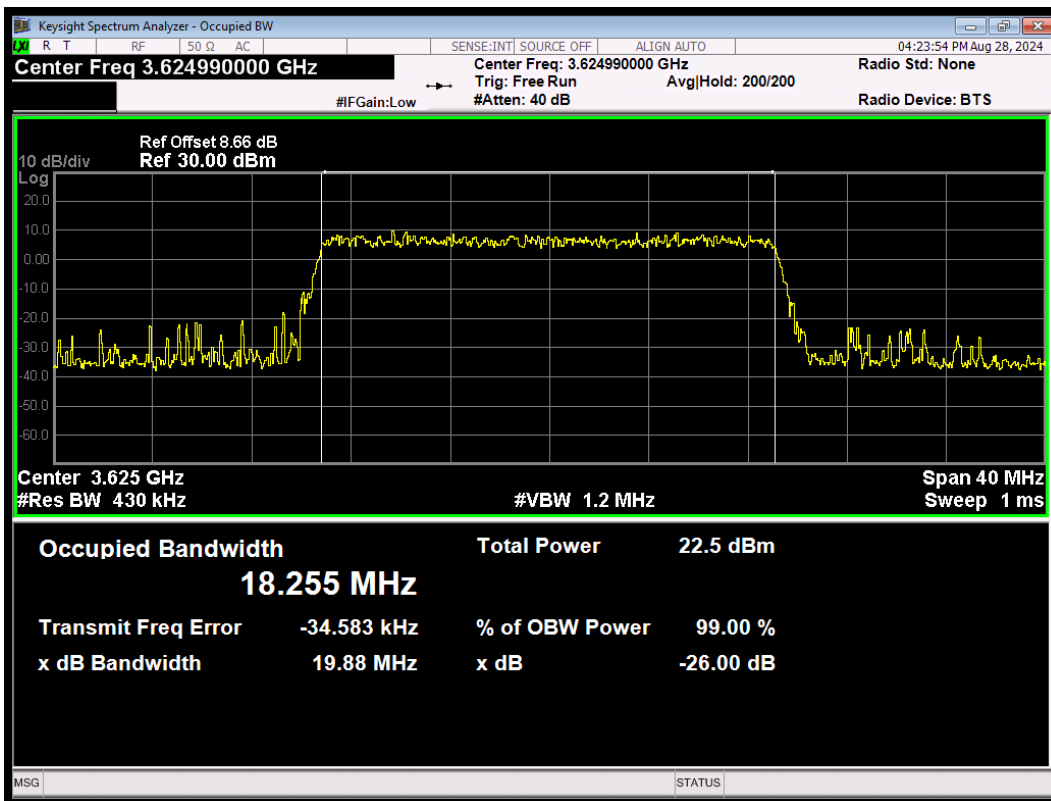 Keysight Spectrum Analyzer - Occupied BW
LXI R T RF 50 Ω AC SENSE:INT SOURCE OFF ALIGN AUTO 04:23:54 PM Aug 28, 2024
Center Freq 3.624990000 GHz Center Freq: 3.624990000 GHz Radio Std: None
Trig: Free Run Avg|Hold: 200/200
#IFGain:Low #Atten: 40 dB Radio Device: BTS
Ref Offset 8.66 dB
10 dB/div Ref 30.00 dBm
Log
20.0
10.0
0.00
-10.0
-20.0
-30.0
-40.0
-50.0
-60.0
Center 3.625 GHz Span 40 MHz
#Res BW 430 kHz #VBW 1.2 MHz Sweep 1 ms
Occupied Bandwidth Total Power 22.5 dBm
18.255 MHz
Transmit Freq Error -34.583 kHz % of OBW Power 99.00 %
x dB Bandwidth 19.88 MHz x dB -26.00 dB
MSG STATUS